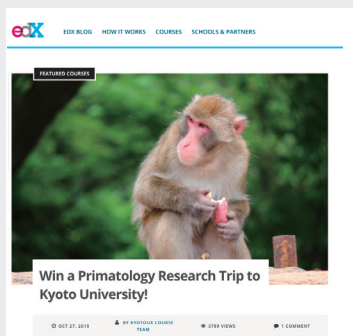 edX
EDX BLOG HOW IT WORKS COURSES SCHOOLS & PARTNERS
FEATURED COURSES
Win a Primatology Research Trip to
Kyoto University!
OCT 27, 2015 BY KYOTOUX COURSE TEAM 3709 VIEWS 1 COMMENT